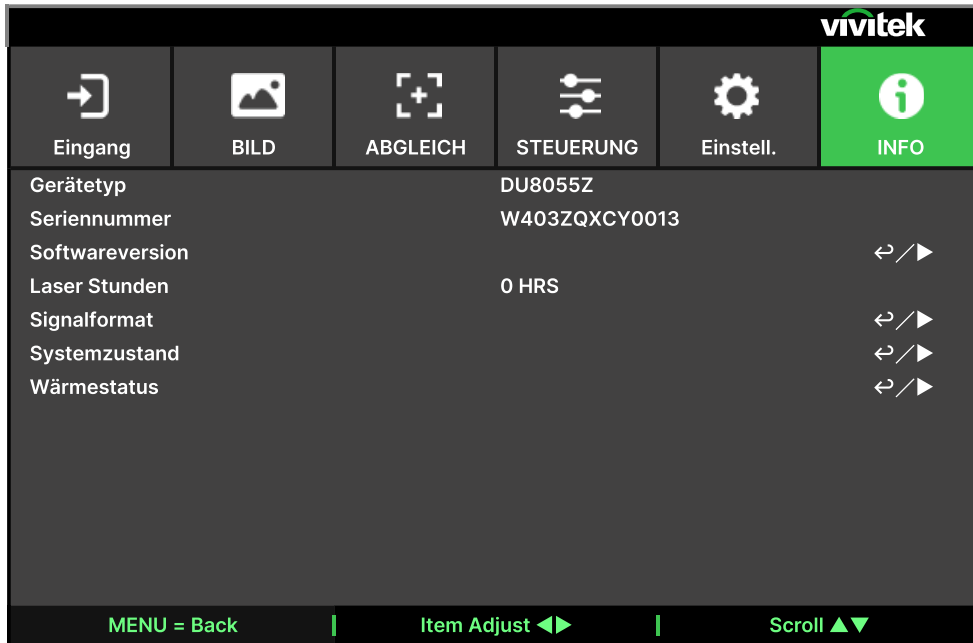 vivitek
Eingang BILD ABGLEICH STEUERUNG Einstell. INFO
Gerätetyp DU8055Z
Seriennummer W403ZQXCY0013
Softwareversion ↩/▶
Laser Stunden 0 HRS
Signalformat ↩/▶
Systemzustand ↩/▶
Wärmestatus ↩/▶
MENU = Back Item Adjust ◀▶ Scroll ▲▼